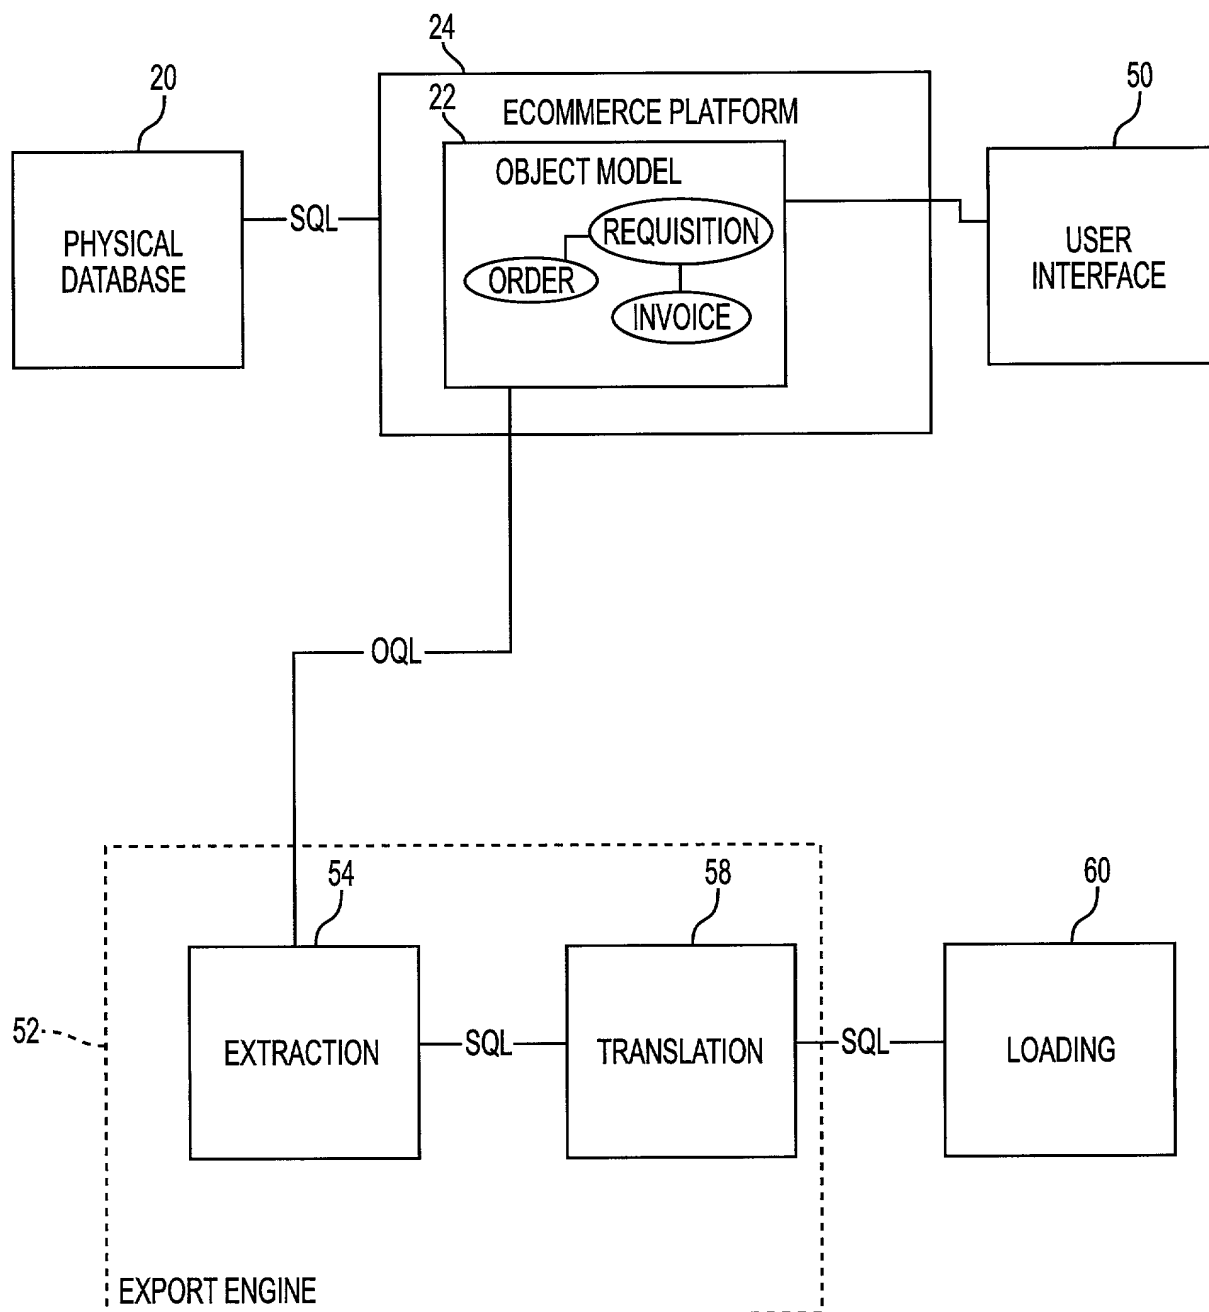 24
20
22
50
ECOMMERCE PLATFORM
OBJECT MODEL
PHYSICAL
DATABASE
SQL
REQUISITION
ORDER
INVOICE
USER
INTERFACE
OQL
54
58
60
52
EXTRACTION
SQL
TRANSLATION
SQL
LOADING
EXPORT ENGINE